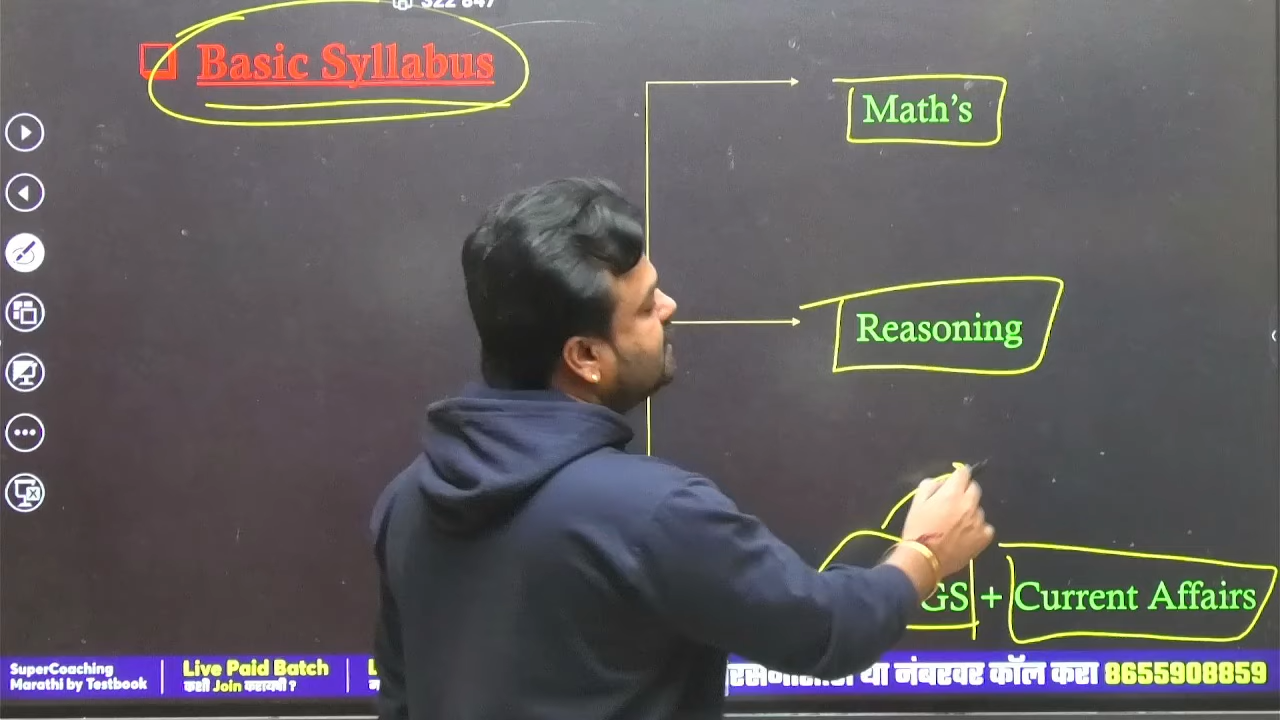 Basic Syllabus
Math's
Reasoning
GS + Current Affairs
SuperCoaching
Marathi by Testbook
Live Paid Batch
कशी Join करायची ?
या नंबरवर कॉल करा 8655908859